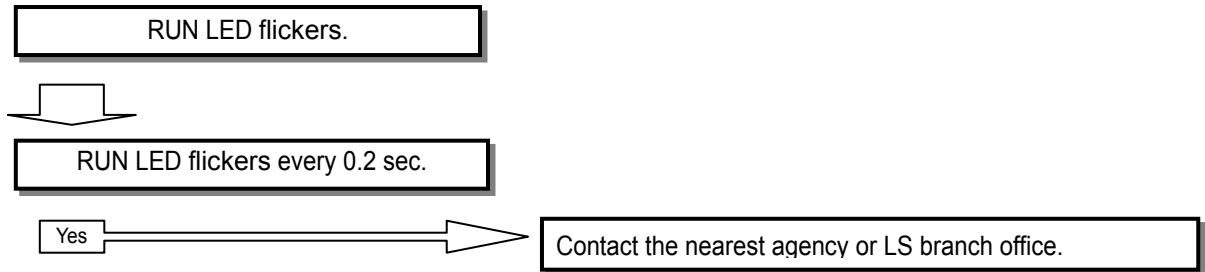 RUN LED flickers.
RUN LED flickers every 0.2 sec.
Yes
Contact the nearest agency or LS branch office.